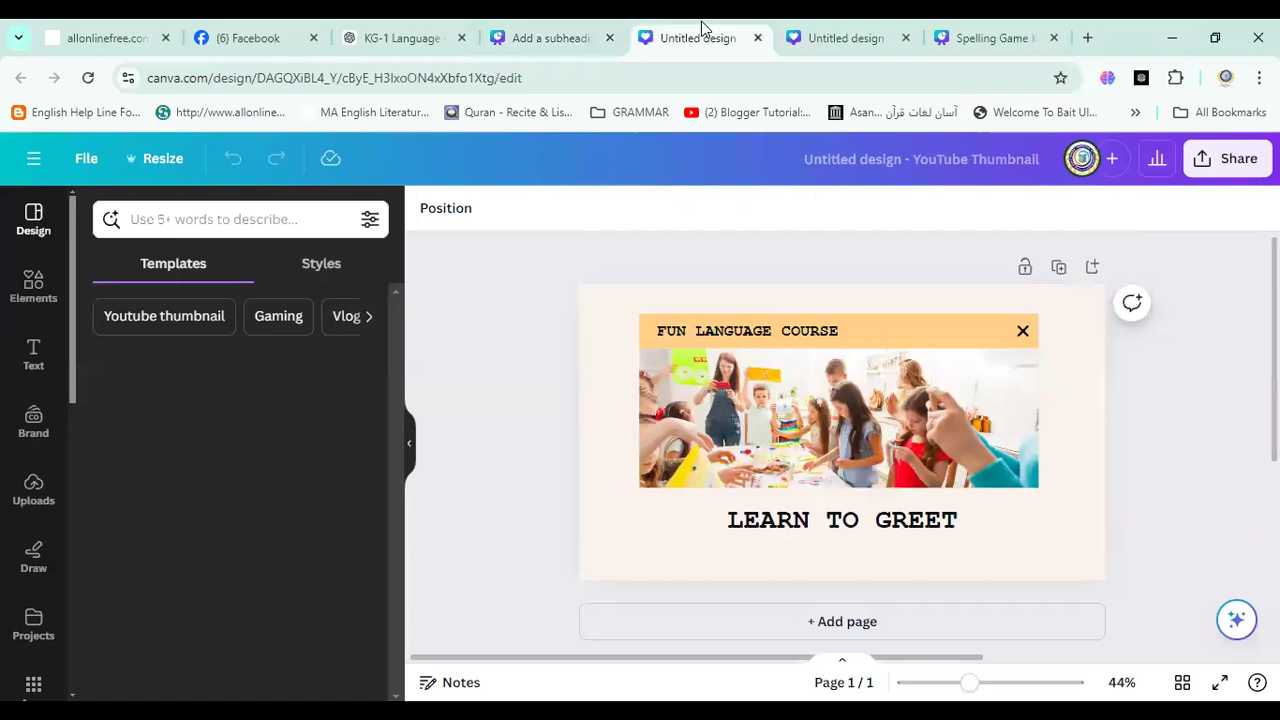 allonlinefree.con
(6) Facebook
KG-1 Language
Add a subheadi
Untitled design
Untitled design
Spelling Game K
canva.com/design/DAGQXiBL4_Y/cByE_H3lxoON4xXbfo1Xtg/edit
English Help Line Fo...
http://www.allonline...
MA English Literatur...
Quran - Recite & Lis...
GRAMMAR
(2) Blogger Tutorial:...
Asan... آسان لغات قرآن
Welcome To Bait Ul...
All Bookmarks
File
Resize
Untitled design - YouTube Thumbnail
Share
Design
Elements
Text
Brand
Uploads
Draw
Projects
Use 5+ words to describe...
Templates
Styles
Youtube thumbnail
Gaming
Vlog
Position
FUN LANGUAGE COURSE
LEARN TO GREET
+ Add page
Notes
Page 1 / 1
44%